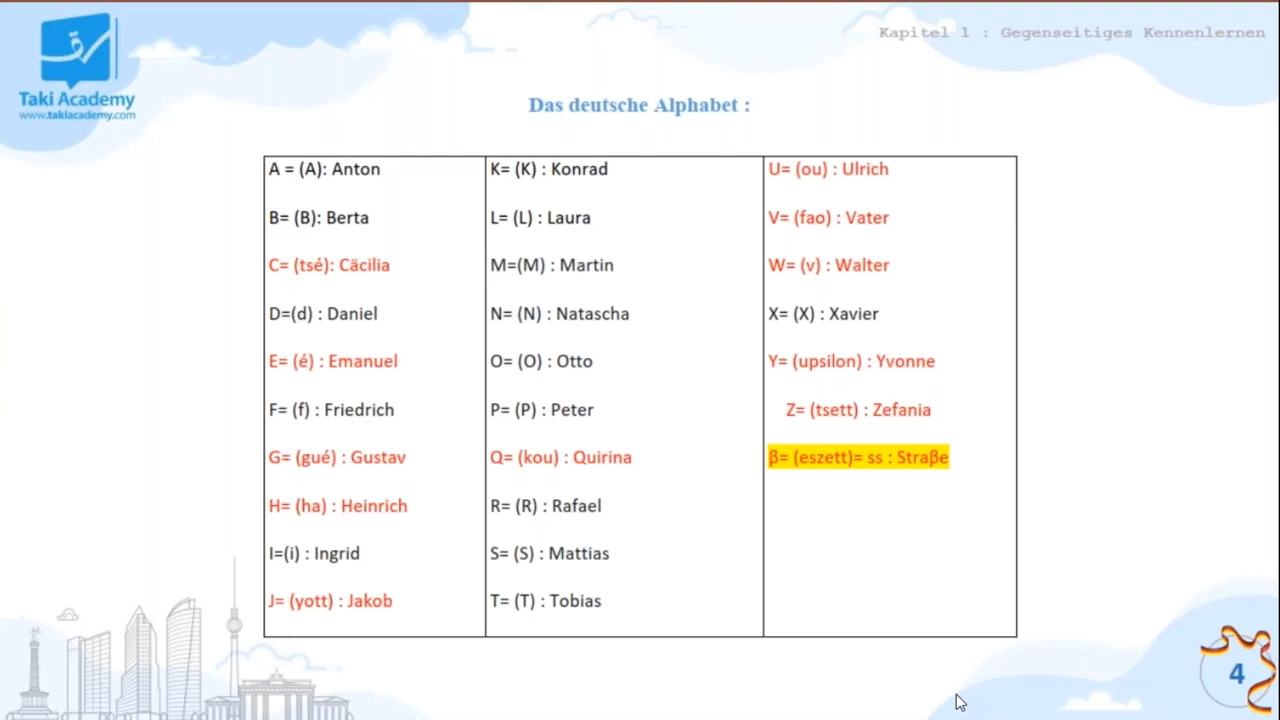 Kapitel 1 : Gegenseitiges Kennenlernen
Taki Academy
www.takiacademy.com
Das deutsche Alphabet :
A = (A): Anton
B= (B): Berta
C= (tsé): Cäcilia
D=(d) : Daniel
E= (é) : Emanuel
F= (f) : Friedrich
G= (gué) : Gustav
H= (ha) : Heinrich
I=(i) : Ingrid
J= (yott) : Jakob
K= (K) : Konrad
L= (L) : Laura
M=(M) : Martin
N= (N) : Natascha
O= (O) : Otto
P= (P) : Peter
Q= (kou) : Quirina
R= (R) : Rafael
S= (S) : Mattias
T= (T) : Tobias
U= (ou) : Ulrich
V= (fao) : Vater
W= (v) : Walter
X= (X) : Xavier
Y= (upsilon) : Yvonne
Z= (tsett) : Zefania
β= (eszett)= ss : Straβe
4